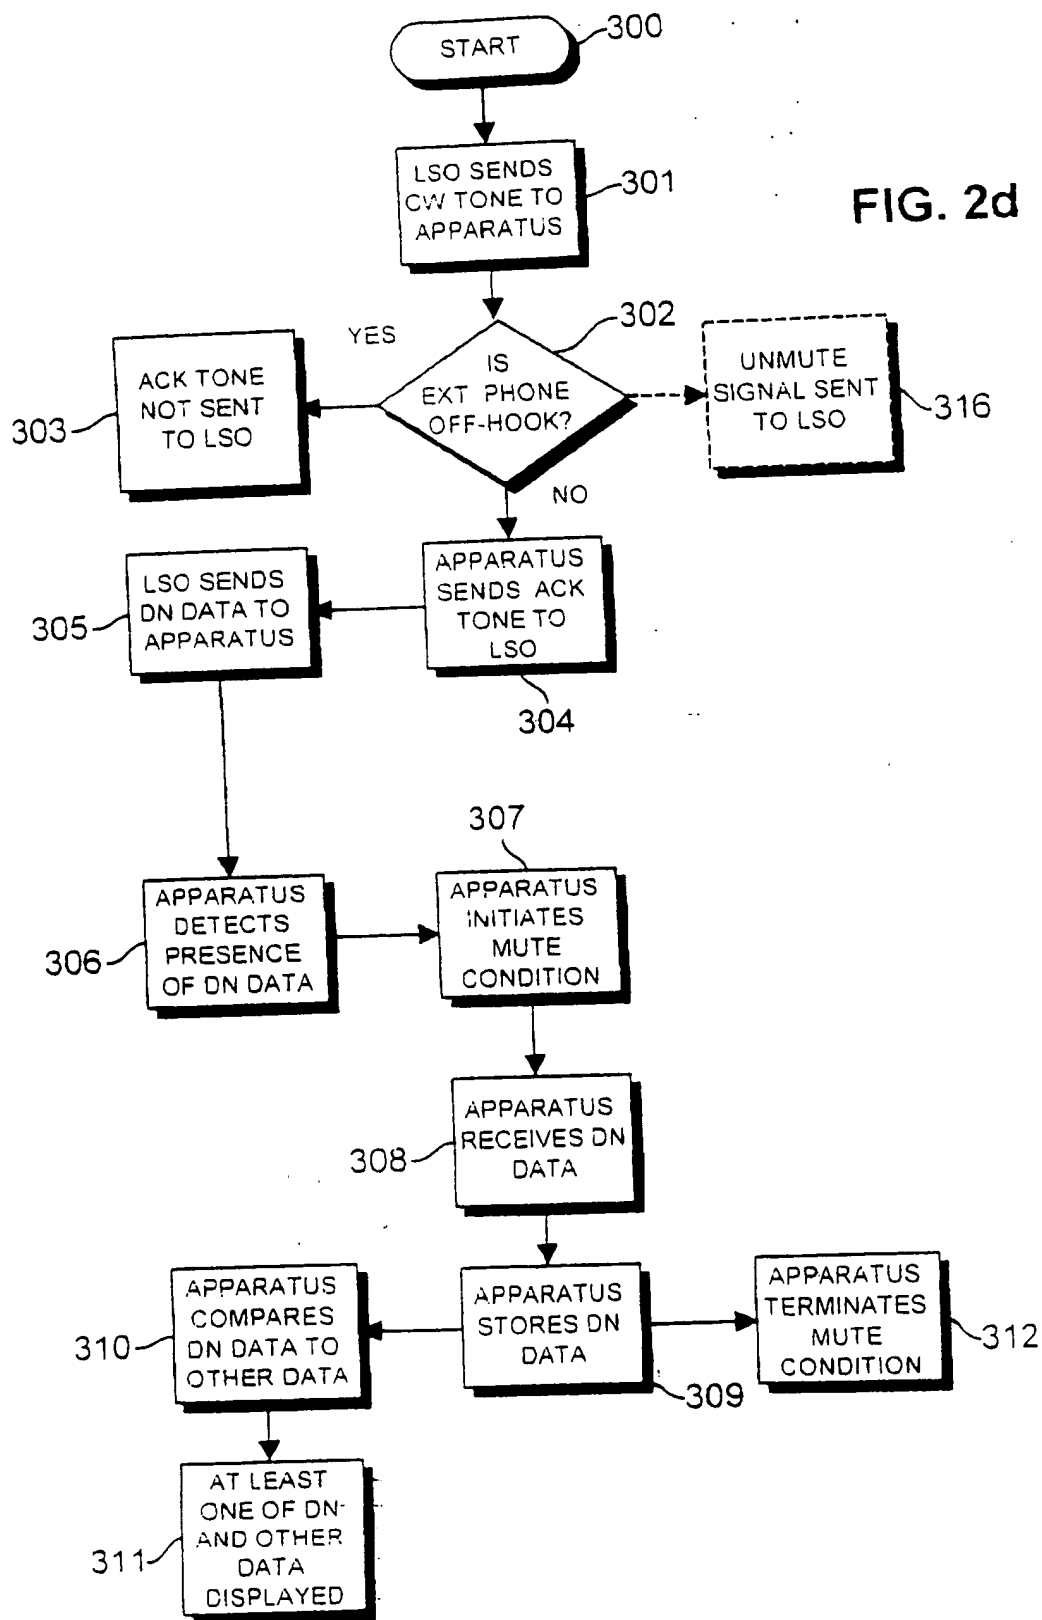 START
300
LSO SENDS
CW TONE TO
APPARATUS
301
FIG. 2d
YES
IS
EXT PHONE
OFF-HOOK?
302
UNMUTE
SIGNAL SENT
TO LSO
316
ACK TONE
NOT SENT
TO LSO
303
NO
APPARATUS
SENDS ACK
TONE TO
LSO
304
LSO SENDS
DN DATA TO
APPARATUS
305
APPARATUS
DETECTS
PRESENCE
OF DN DATA
306
307
APPARATUS
INITIATES
MUTE
CONDITION
APPARATUS
RECEIVES DN
DATA
308
APPARATUS
COMPARES
DN DATA TO
OTHER DATA
310
APPARATUS
STORES DN
DATA
309
APPARATUS
TERMINATES
MUTE
CONDITION
312
AT LEAST
ONE OF DN
AND OTHER
DATA
DISPLAYED
311